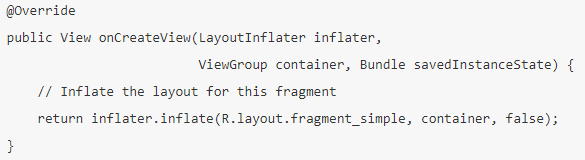 @Override
public View onCreateView(LayoutInflater inflater,
                         ViewGroup container, Bundle savedInstanceState) {
    // Inflate the layout for this fragment
    return inflater.inflate(R.layout.fragment_simple, container, false);
}